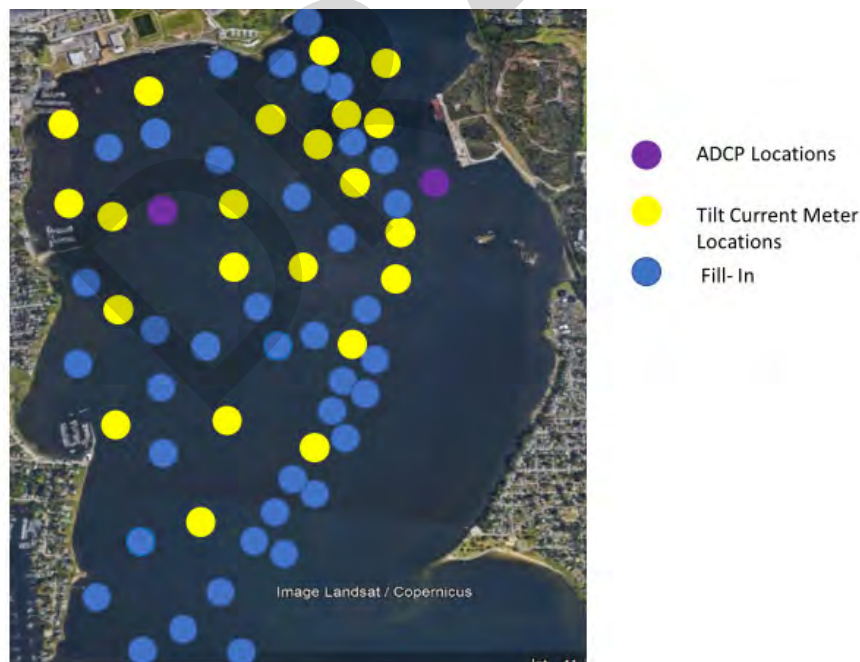 ADCP Locations
Tilt Current Meter
Locations
Fill- In
Image Landsat / Copernicus